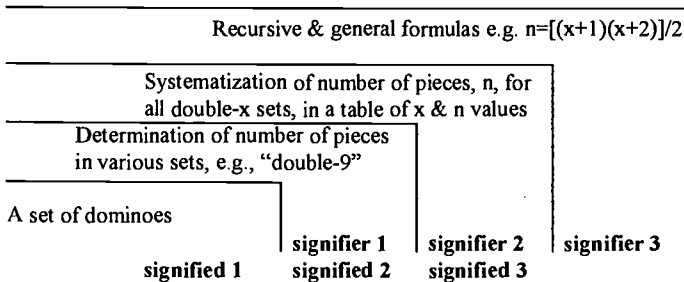 Recursive & general formulas e.g. n=[(x+1)(x+2)]/2
Systematization of number of pieces, n, for
all double-x sets, in a table of x & n values
Determination of number of pieces
in various sets, e.g., “double-9”
A set of dominoes
signifier 1 signifier 2 signifier 3
signified 1 signified 2 signified 3